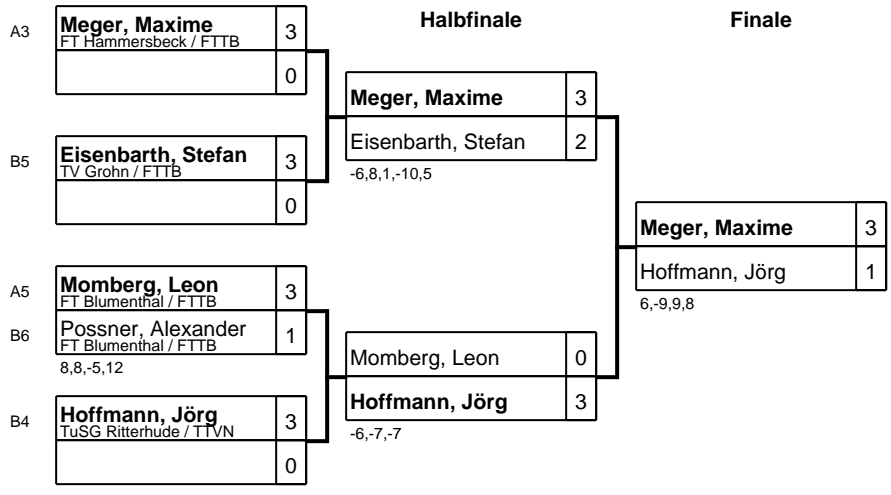 Halbfinale
Finale
A3
Meger, Maxime 3
FT Hammersbeck / FTTB
0
B5
Eisenbarth, Stefan 3
TV Grohn / FTTB
0
A5
Momberg, Leon 3
FT Blumenthal / FTTB
B6
Possner, Alexander 1
FT Blumenthal / FTTB
8,8,-5,12
B4
Hoffmann, Jörg 3
TuSG Ritterhude / TTVN
0
Meger, Maxime 3
Eisenbarth, Stefan 2
-6,8,1,-10,5
Momberg, Leon 0
Hoffmann, Jörg 3
-6,-7,-7
Meger, Maxime 3
Hoffmann, Jörg 1
6,-9,9,8